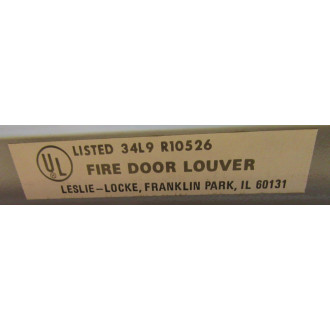 UL LISTED 34L9 R10526
FIRE DOOR LOUVER
LESLIE-LOCKE, FRANKLIN PARK, IL 60131